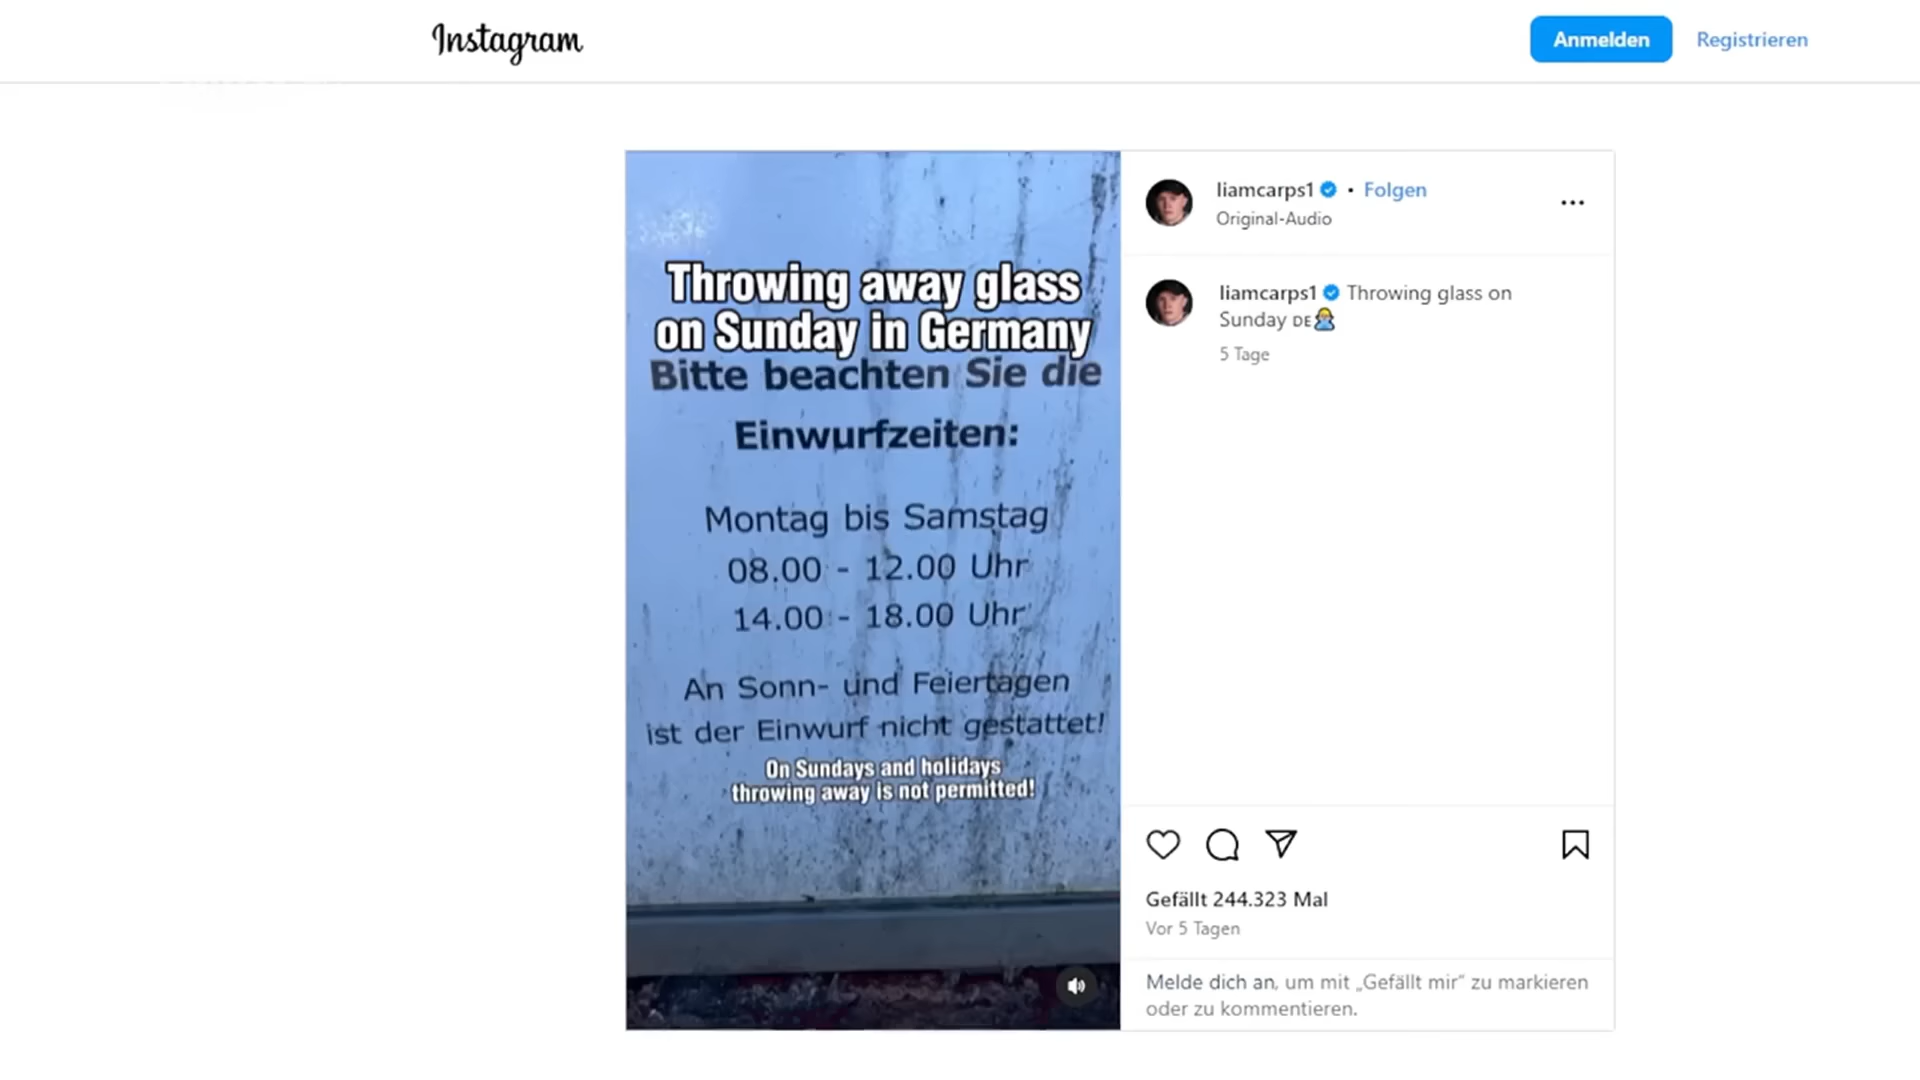 Instagram
Anmelden
Registrieren
Throwing away glass
on Sunday in Germany
Bitte beachten Sie die
Einwurfzeiten:
Montag bis Samstag
08.00 - 12.00 Uhr
14.00 - 18.00 Uhr
An Sonn- und Feiertagen
ist der Einwurf nicht gestattet!
On Sundays and holidays
throwing away is not permitted!
liamcarps1 • Folgen
Original-Audio
liamcarps1 Throwing glass on
Sunday DE
5 Tage
Gefällt 244.323 Mal
Vor 5 Tagen
Melde dich an, um mit „Gefällt mir“ zu markieren
oder zu kommentieren.